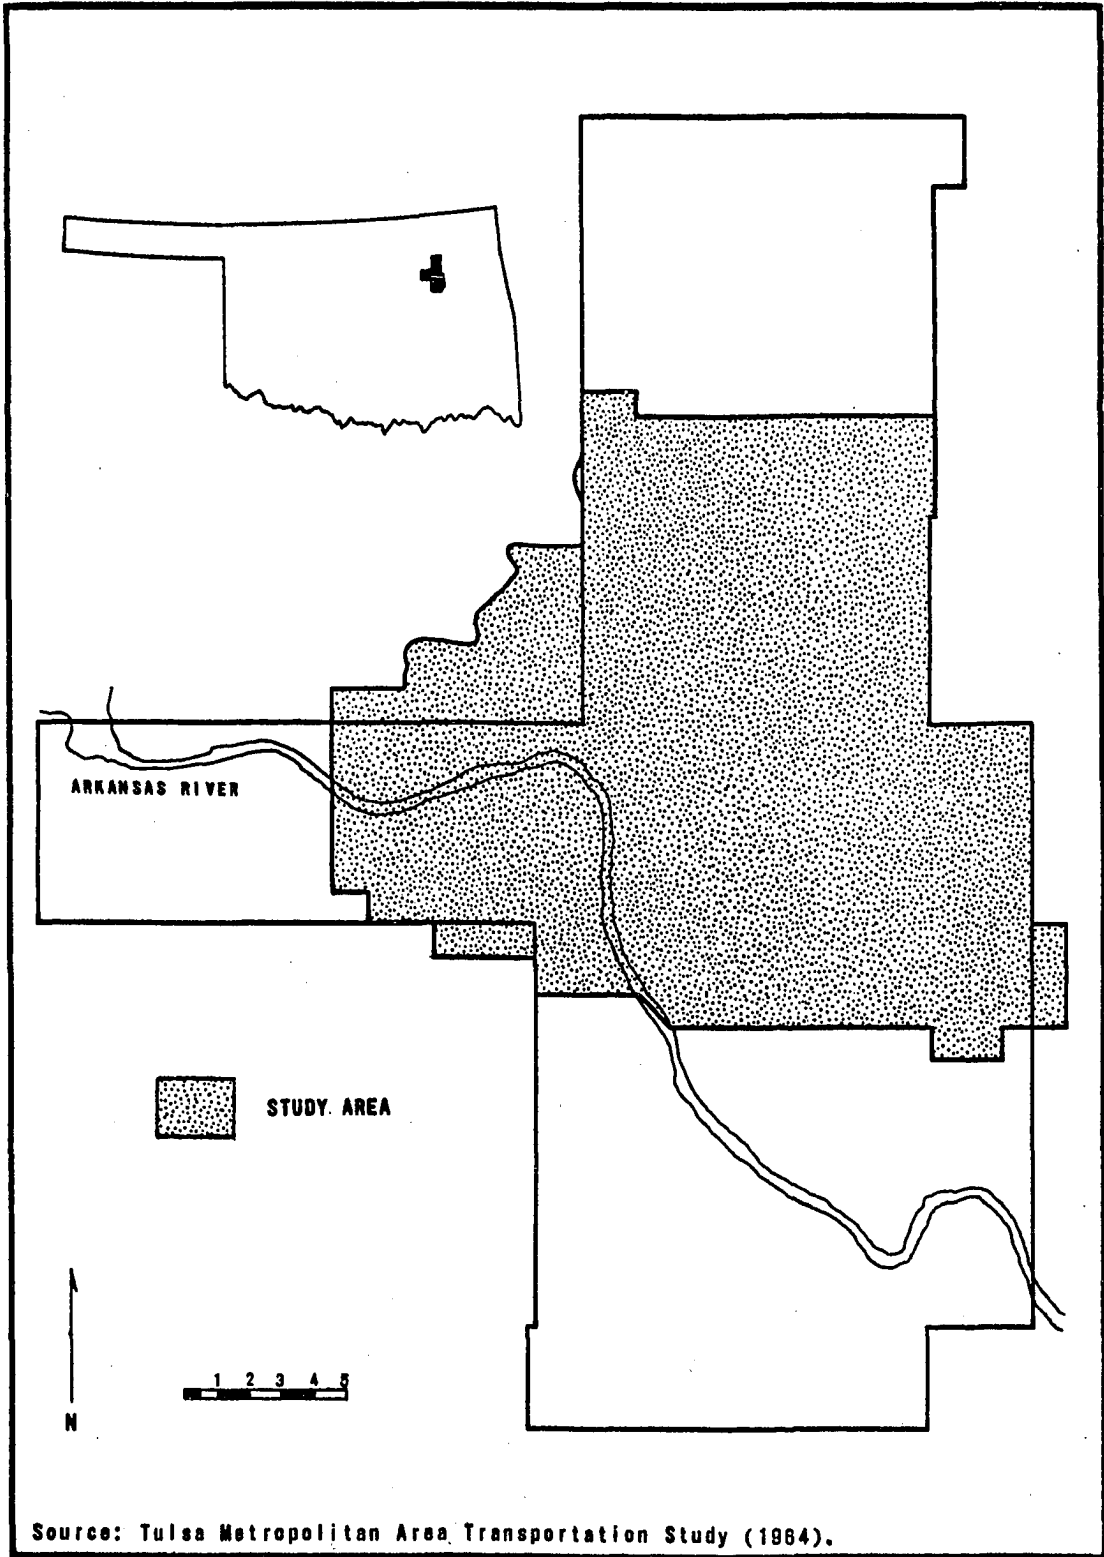 ARKANSAS RIVER
STUDY AREA
1 2 3 4 5
N
Source: Tulsa Metropolitan Area Transportation Study (1964).